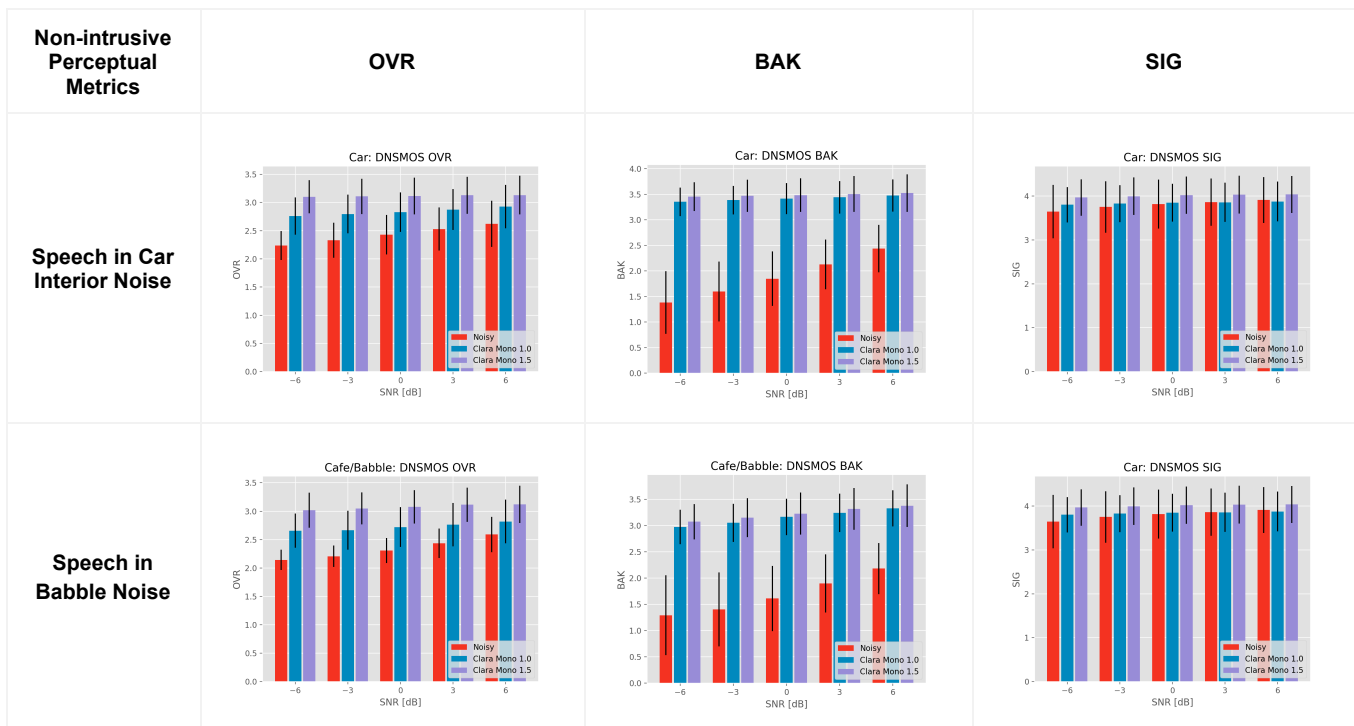 Non-intrusive
Perceptual
Metrics
OVR
BAK
SIG
Speech in Car
Interior Noise
Car: DNSMOS OVR
3.5
3.0
2.5
2.0
1.5
1.0
0.5
0.0
OVR
Noisy
Clara Mono 1.0
Clara Mono 1.5
−6 −3 0 3 6
SNR [dB]
Car: DNSMOS BAK
4.0
3.5
3.0
2.5
2.0
1.5
1.0
0.5
0.0
BAK
Noisy
Clara Mono 1.0
Clara Mono 1.5
−6 −3 0 3 6
SNR [dB]
Car: DNSMOS SIG
4
3
2
1
0
SIG
Noisy
Clara Mono 1.0
Clara Mono 1.5
−6 −3 0 3 6
SNR [dB]
Speech in
Babble Noise
Cafe/Babble: DNSMOS OVR
3.5
3.0
2.5
2.0
1.5
1.0
0.5
0.0
OVR
Noisy
Clara Mono 1.0
Clara Mono 1.5
−6 −3 0 3 6
SNR [dB]
Cafe/Babble: DNSMOS BAK
3.5
3.0
2.5
2.0
1.5
1.0
0.5
0.0
BAK
Noisy
Clara Mono 1.0
Clara Mono 1.5
−6 −3 0 3 6
SNR [dB]
Car: DNSMOS SIG
4
3
2
1
0
SIG
Noisy
Clara Mono 1.0
Clara Mono 1.5
−6 −3 0 3 6
SNR [dB]